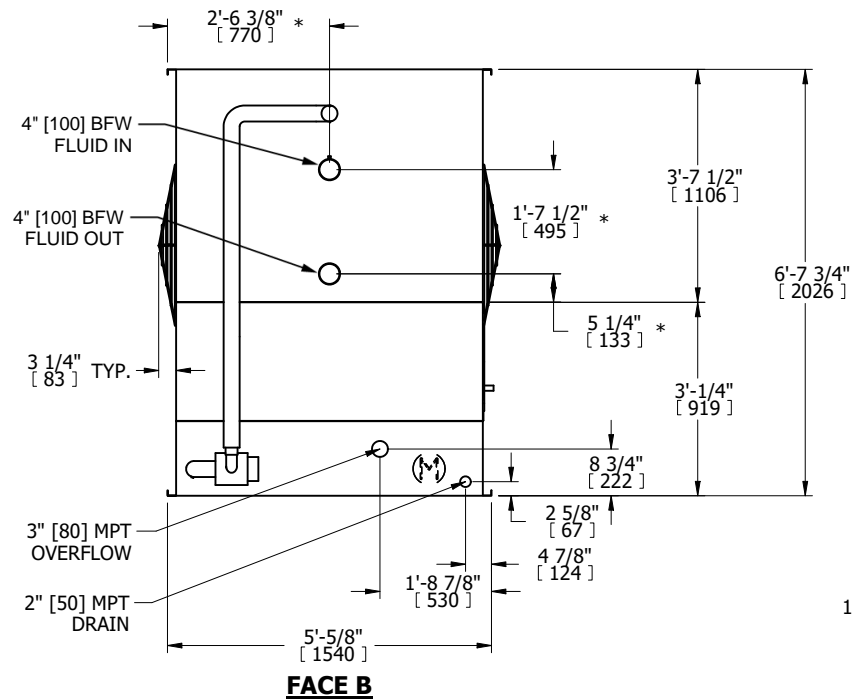 2'-6 3/8" *
[ 770 ]
4" [100] BFW
FLUID IN
4" [100] BFW
FLUID OUT
3'-7 1/2"
[ 1106 ]
1'-7 1/2" *
[ 495 ]
6'-7 3/4"
[ 2026 ]
5 1/4" *
[ 133 ]
3 1/4" TYP.
[ 83 ]
3'-1/4"
[ 919 ]
8 3/4"
[ 222 ]
M
3" [80] MPT
OVERFLOW
2 5/8"
[ 67 ]
4 7/8"
[ 124 ]
1'-8 7/8"
[ 530 ]
2" [50] MPT
DRAIN
1
5'-5/8"
[ 1540 ]
FACE B